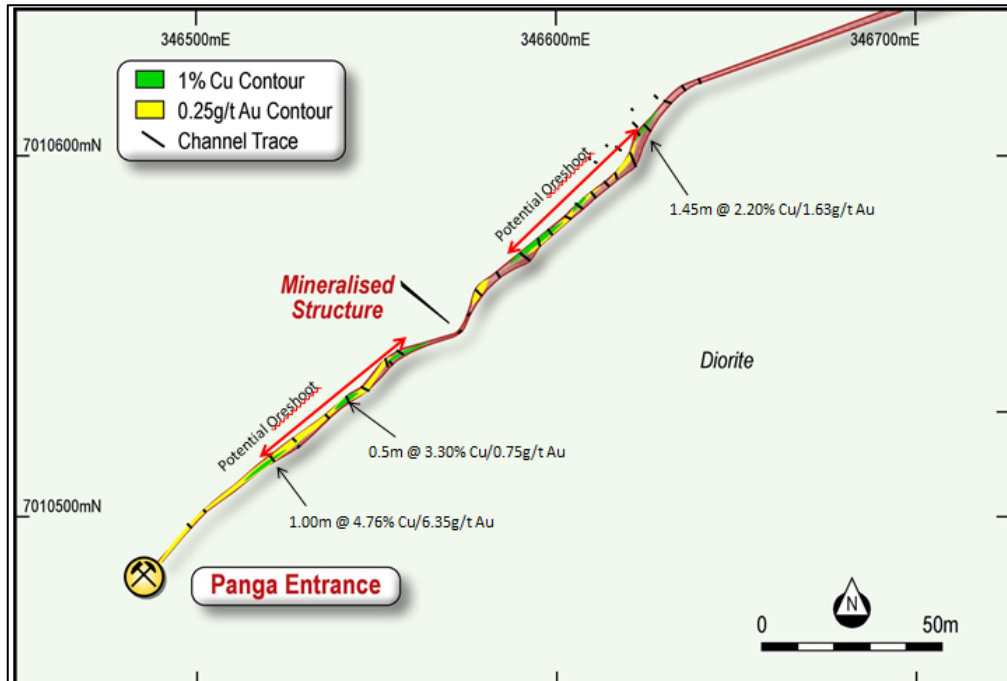 346500mE
346600mE
346700mE
1% Cu Contour
0.25g/t Au Contour
Channel Trace
7010600mN
Potential Oreshoot
1.45m @ 2.20% Cu/1.63g/t Au
Mineralised
Structure
Diorite
Potential Oreshoot
0.5m @ 3.30% Cu/0.75g/t Au
7010500mN
1.00m @ 4.76% Cu/6.35g/t Au
Panga Entrance
N
0
50m